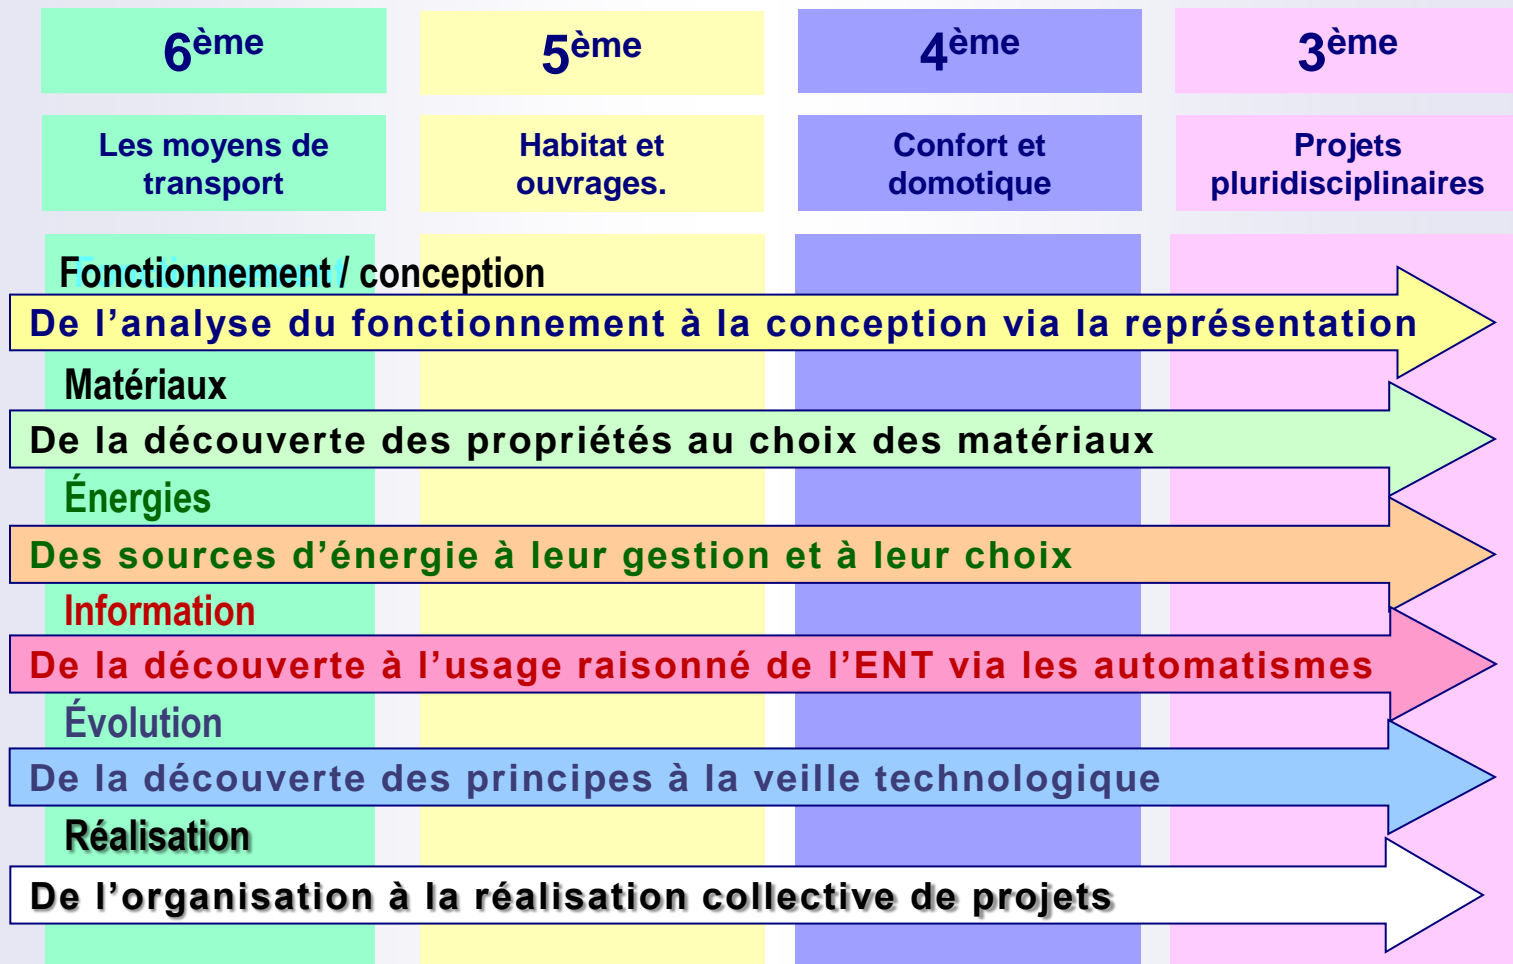 6ème
5ème
4ème
3ème
Les moyens de
transport
Habitat et
ouvrages.
Confort et
domotique
Projets
pluridisciplinaires
Fonctionnement / conception
De l’analyse du fonctionnement à la conception via la représentation
Matériaux
De la découverte des propriétés au choix des matériaux
Énergies
Des sources d’énergie à leur gestion et à leur choix
Information
De la découverte à l’usage raisonné de l’ENT via les automatismes
Évolution
De la découverte des principes à la veille technologique
Réalisation
De l’organisation à la réalisation collective de projets